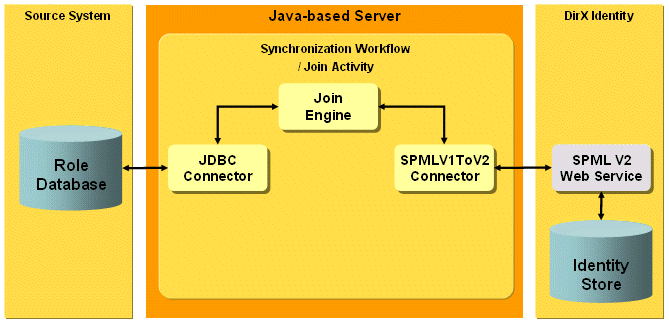 Source System
Java-based Server
DirX Identity
Synchronization Workflow
/ Join Activity
Join
Engine
Role
Database
JDBC
Connector
SPMLV1ToV2
Connector
SPML V2
Web Service
Identity
Store